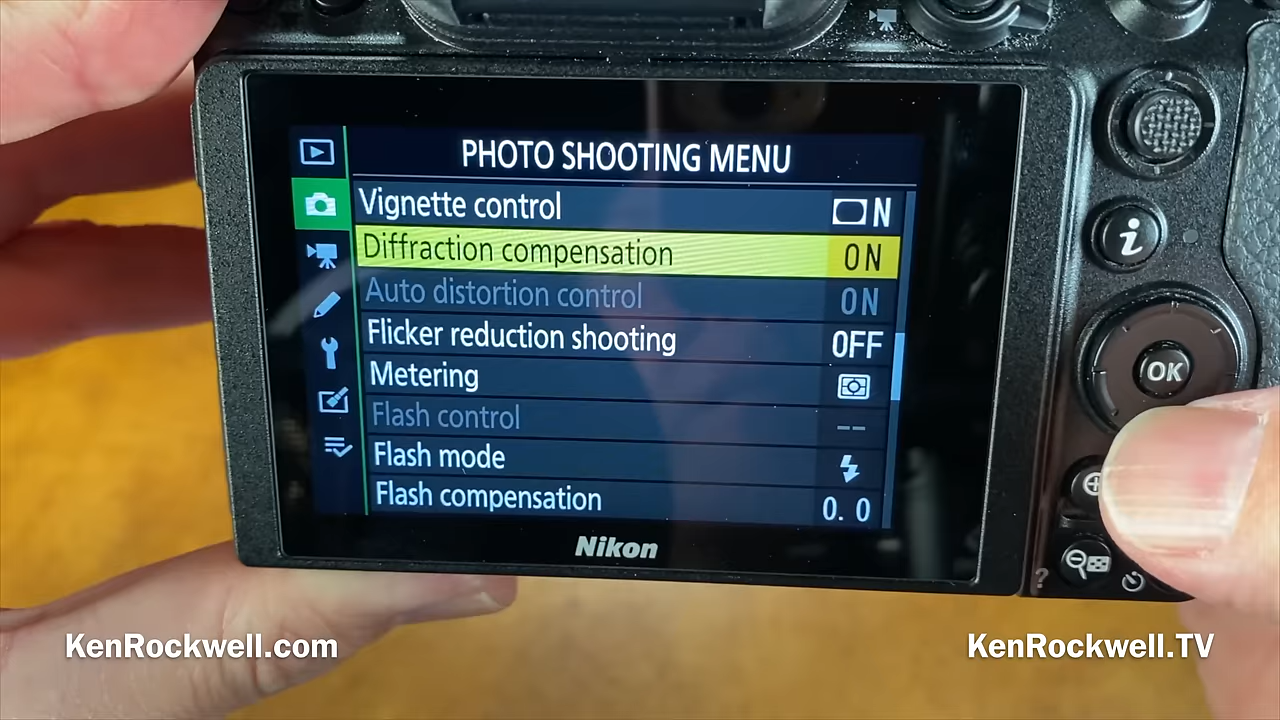 PHOTO SHOOTING MENU
Vignette control N
Diffraction compensation ON
Auto distortion control ON
Flicker reduction shooting OFF
Metering
Flash control --
Flash mode
Flash compensation 0.0
Nikon
i
OK
?
KenRockwell.com
KenRockwell.TV